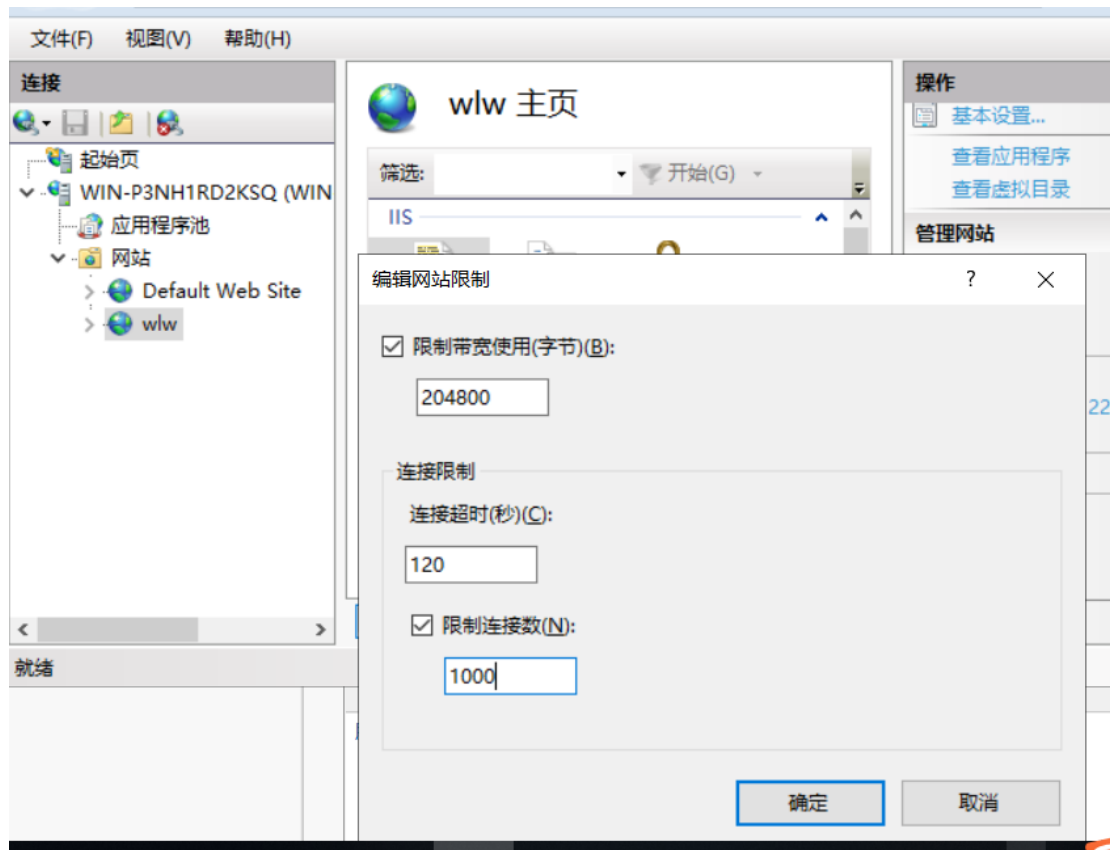 文件(F) 视图(V) 帮助(H)
连接
起始页
WIN-P3NH1RD2KSQ (WIN
应用程序池
网站
Default Web Site
wlw
就绪
wlw 主页
筛选:
开始(G)
IIS
操作
基本设置...
查看应用程序
查看虚拟目录
管理网站
22
编辑网站限制 ?
限制带宽使用(字节)(B):
204800
连接限制
连接超时(秒)(C):
120
限制连接数(N):
1000
确定 取消